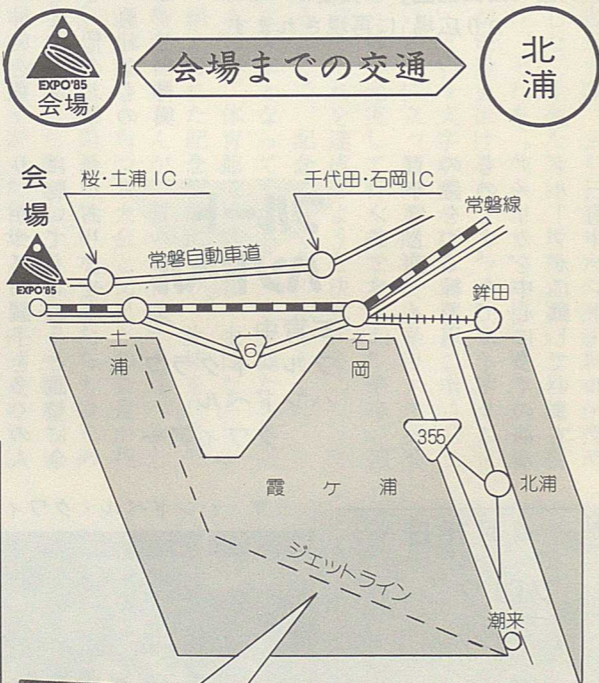 EXPO'85
会場
会場までの交通
北浦
会場
EXPO'85
桜・土浦IC
千代田・石岡IC
常磐線
常磐自動車道
鉾田
土浦
6
石岡
355
霞ヶ浦
北浦
ジェットライン
潮来